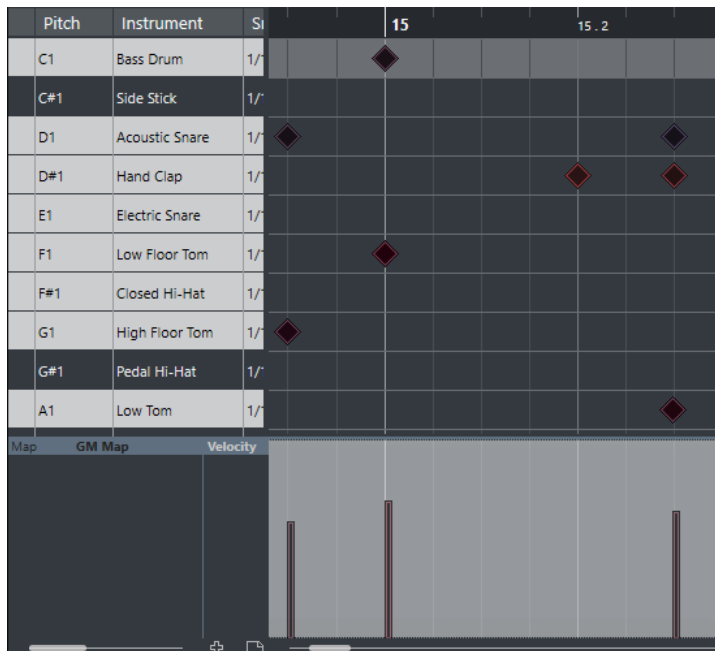 Pitch Instrument 15 15.2
C1 Bass Drum 1/
C#1 Side Stick 1/
D1 Acoustic Snare 1/
D#1 Hand Clap 1/
E1 Electric Snare 1/
F1 Low Floor Tom 1/
F#1 Closed Hi-Hat 1/
G1 High Floor Tom 1/
G#1 Pedal Hi-Hat 1/
A1 Low Tom 1/
Map GM Map Velocity